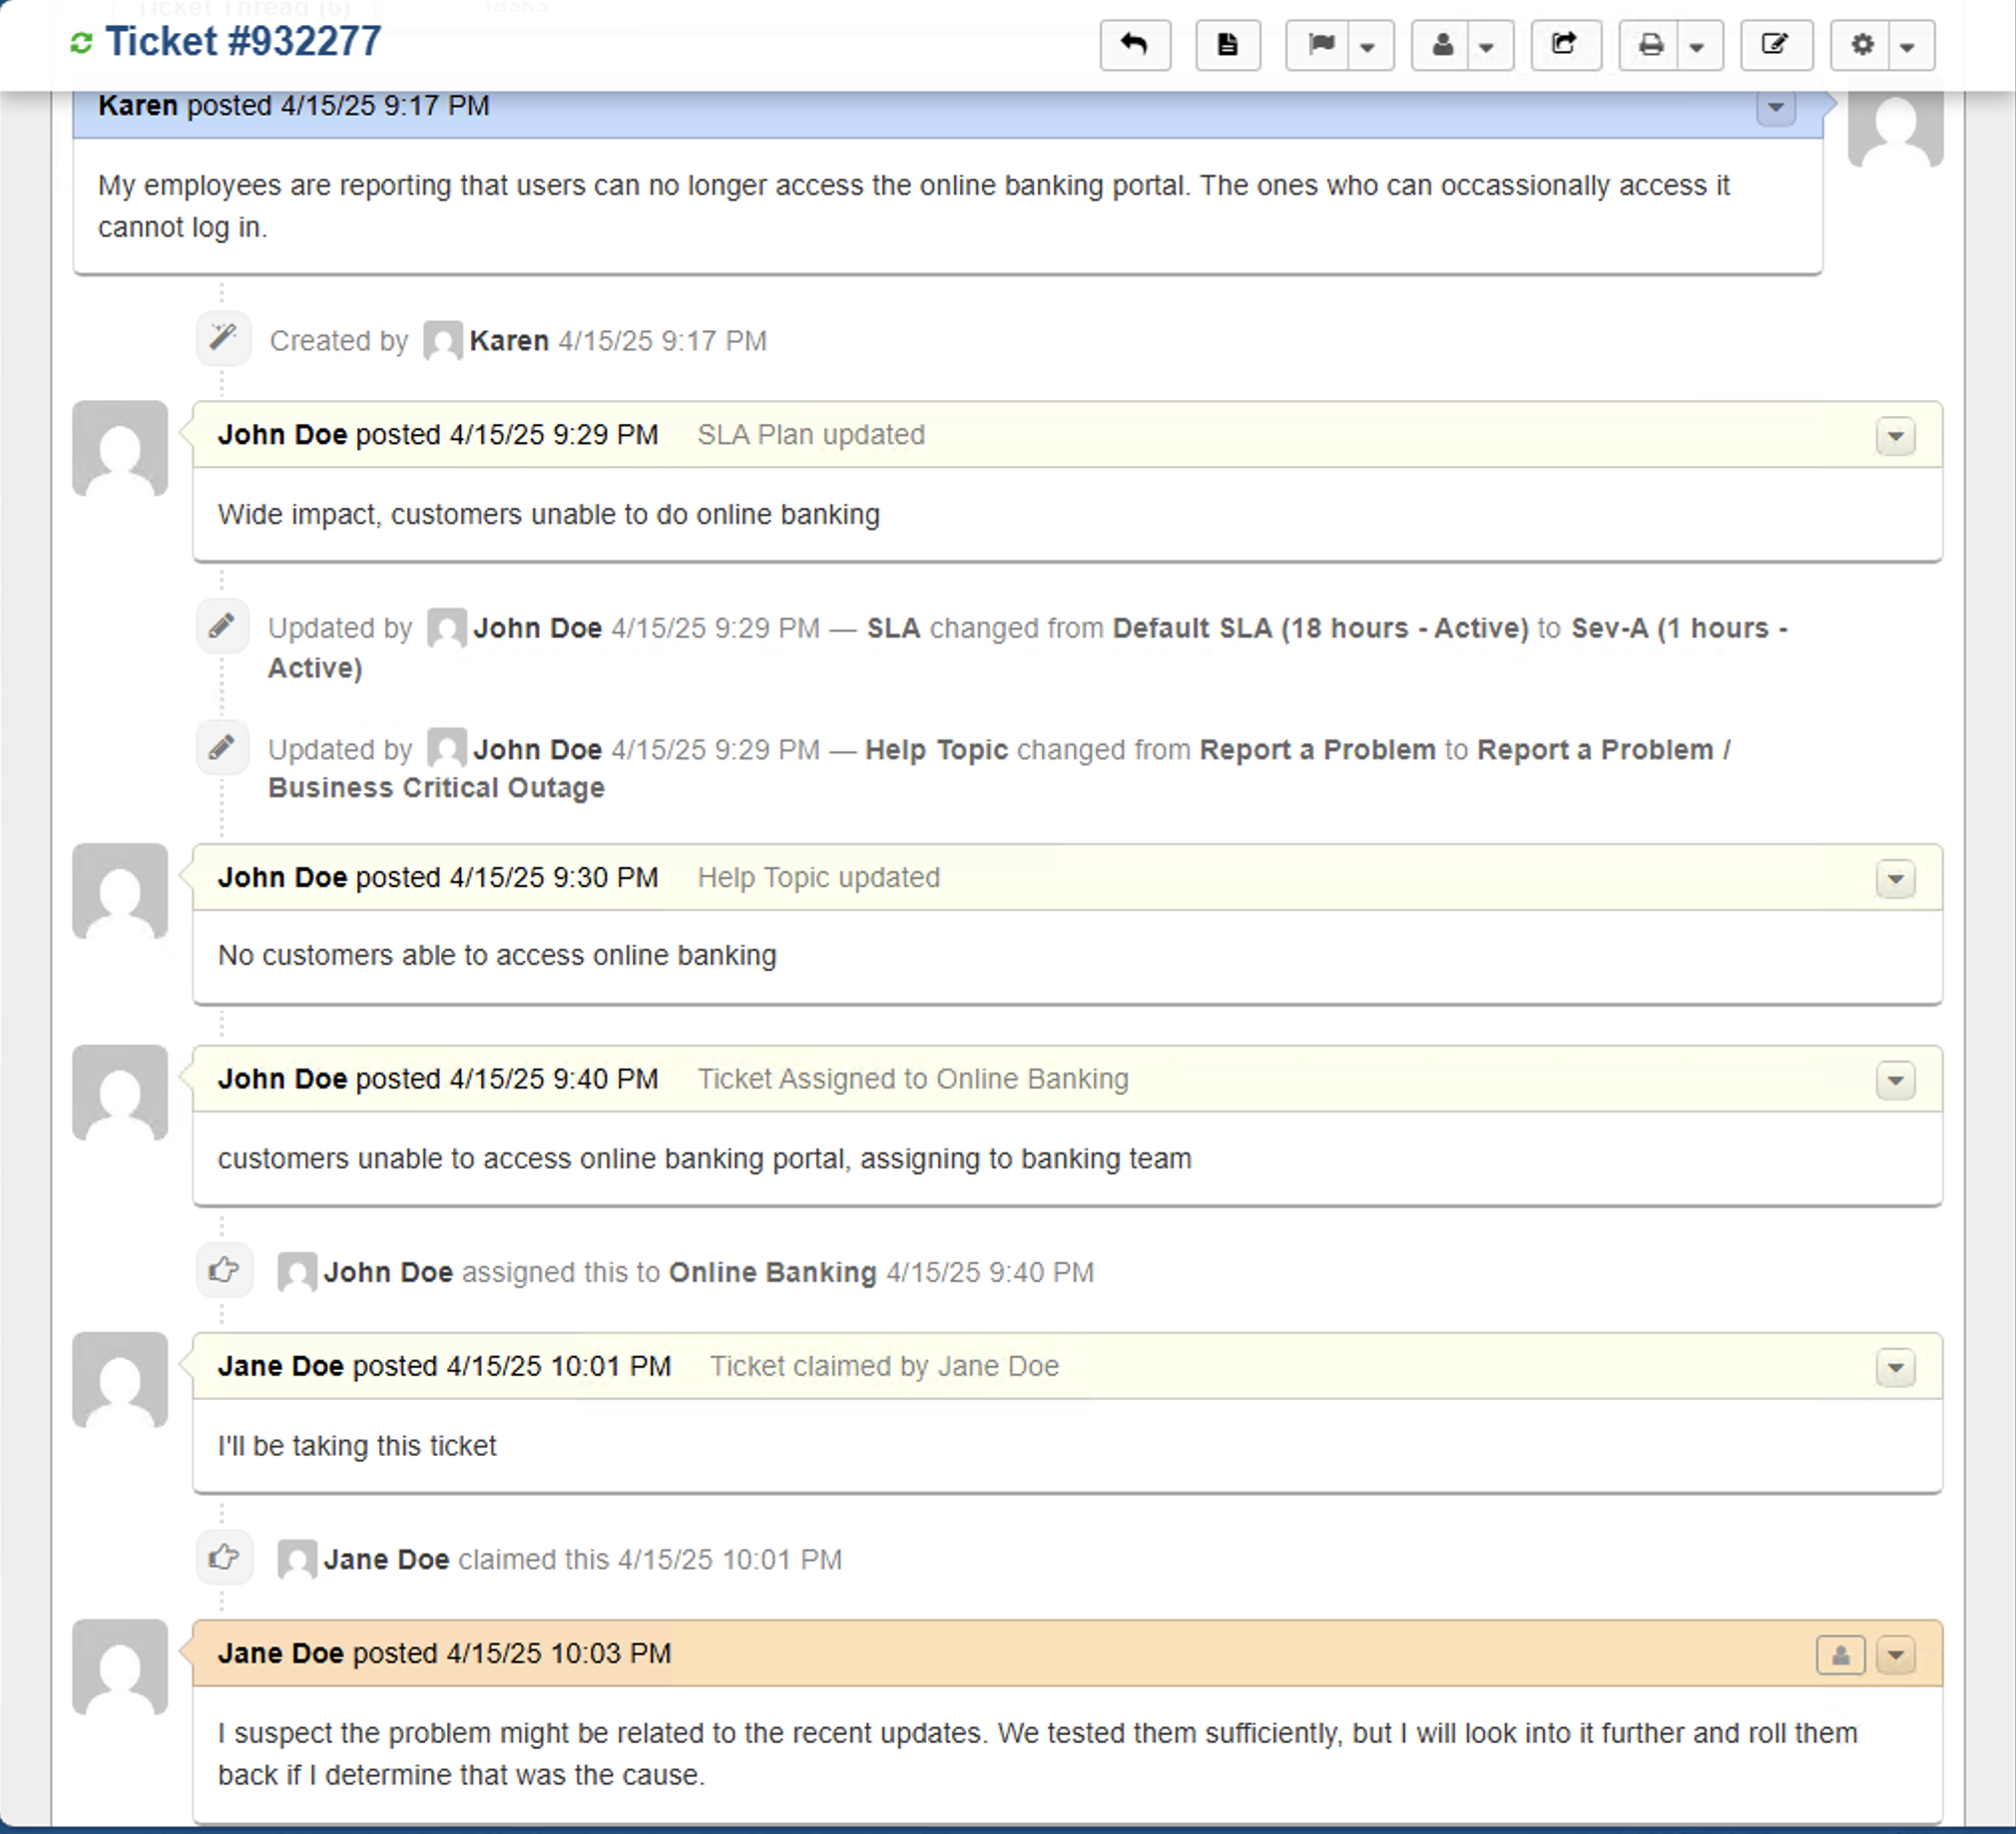 Ticket Thread (6) Tasks
Ticket #932277
Karen posted 4/15/25 9:17 PM
My employees are reporting that users can no longer access the online banking portal. The ones who can occassionally access it
cannot log in.
Created by Karen 4/15/25 9:17 PM
John Doe posted 4/15/25 9:29 PM SLA Plan updated
Wide impact, customers unable to do online banking
Updated by John Doe 4/15/25 9:29 PM — SLA changed from Default SLA (18 hours - Active) to Sev-A (1 hours -
Active)
Updated by John Doe 4/15/25 9:29 PM — Help Topic changed from Report a Problem to Report a Problem /
Business Critical Outage
John Doe posted 4/15/25 9:30 PM Help Topic updated
No customers able to access online banking
John Doe posted 4/15/25 9:40 PM Ticket Assigned to Online Banking
customers unable to access online banking portal, assigning to banking team
John Doe assigned this to Online Banking 4/15/25 9:40 PM
Jane Doe posted 4/15/25 10:01 PM Ticket claimed by Jane Doe
I'll be taking this ticket
Jane Doe claimed this 4/15/25 10:01 PM
Jane Doe posted 4/15/25 10:03 PM
I suspect the problem might be related to the recent updates. We tested them sufficiently, but I will look into it further and roll them
back if I determine that was the cause.